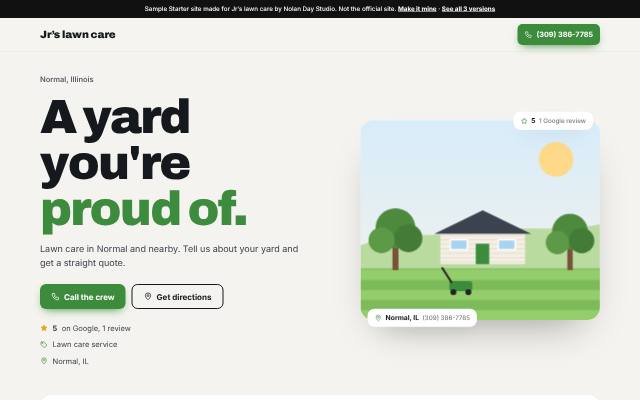 Sample Starter site made for Jr's lawn care by Nolan Day Studio. Not the official site. Make it mine · See all 3 versions
Jr's lawn care
(309) 386-7785
Normal, Illinois
A yard
you're
proud of.
Lawn care in Normal and nearby. Tell us about your yard and
get a straight quote.
Call the crew
Get directions
5 on Google, 1 review
Lawn care service
Normal, IL
5 1 Google review
Normal, IL (309) 386-7785